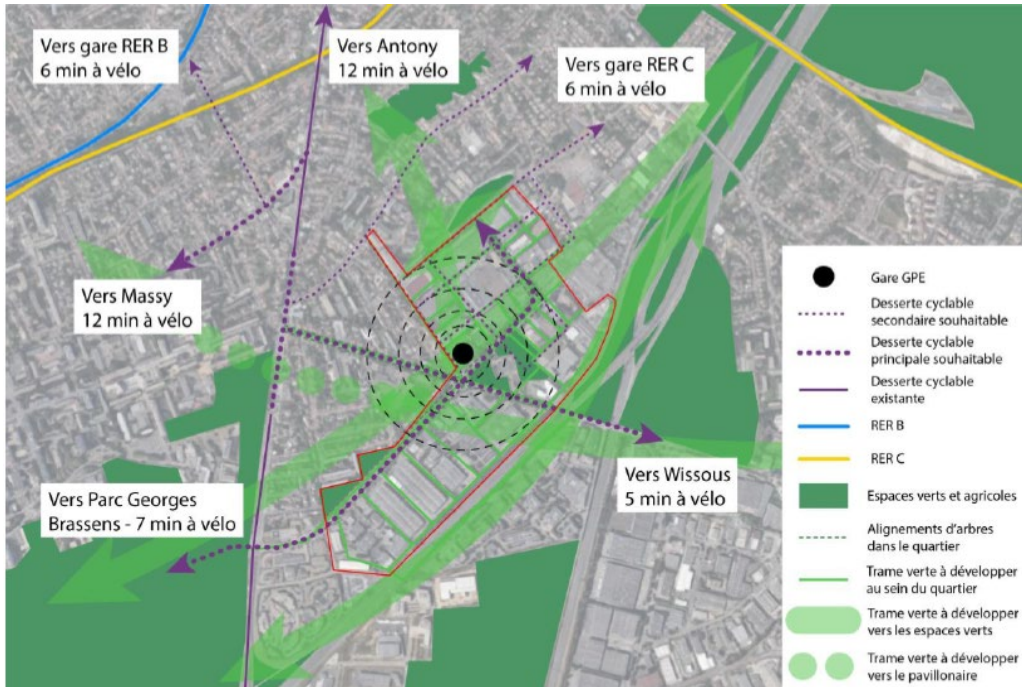 Vers gare RER B
6 min à vélo
Vers Antony
12 min à vélo
Vers gare RER C
6 min à vélo
Vers Massy
12 min à vélo
Vers Parc Georges
Brassens - 7 min à vélo
Vers Wissous
5 min à vélo
Gare GPE
Desserte cyclable
secondaire souhaitable
Desserte cyclable
principale souhaitable
Desserte cyclable
existante
RER B
RER C
Espaces verts et agricoles
Alignements d'arbres
dans le quartier
Trame verte à développer
au sein du quartier
Trame verte à développer
vers les espaces verts
Trame verte à développer
vers le pavillonaire